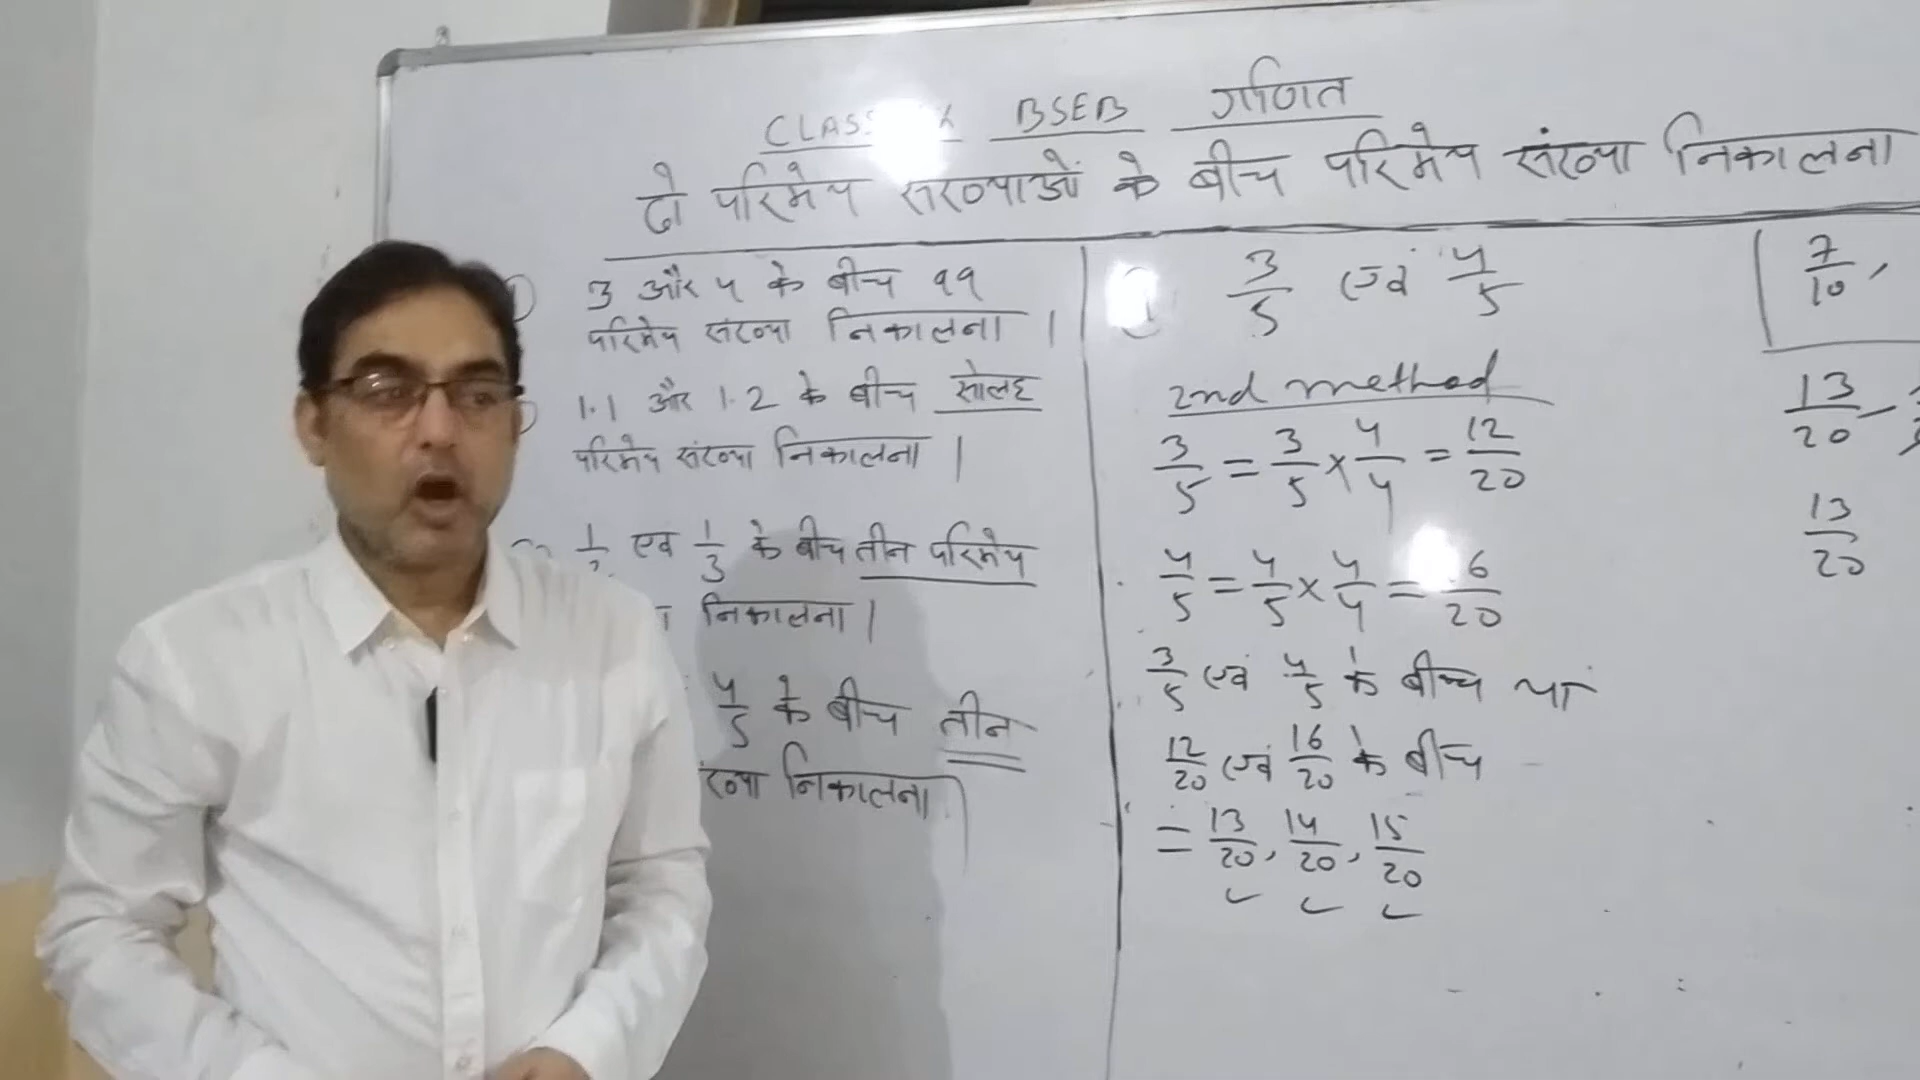 CLASS X BSEB गणित
दो परिमेय संख्याओं के बीच परिमेय संख्या निकालना
3 और 4 के बीच ११
परिमेय संख्या निकालना ।
1.1 और 1.2 के बीच सोलह
परिमेय संख्या निकालना ।
1/2 एवं 1/3 के बीच तीन परिमेय
निकालना ।
4/5 के बीच तीन
निकालना ।
3/5 एवं 4/5
2nd method
3/5 = 3/5 × 4/4 = 12/20
4/5 = 4/5 × 4/4 = 6/20
3/5 एवं 4/5 के बीच या
12/20 एवं 16/20 के बीच
= 13/20, 14/20, 15/20
7/10,
13/20 -
13/20